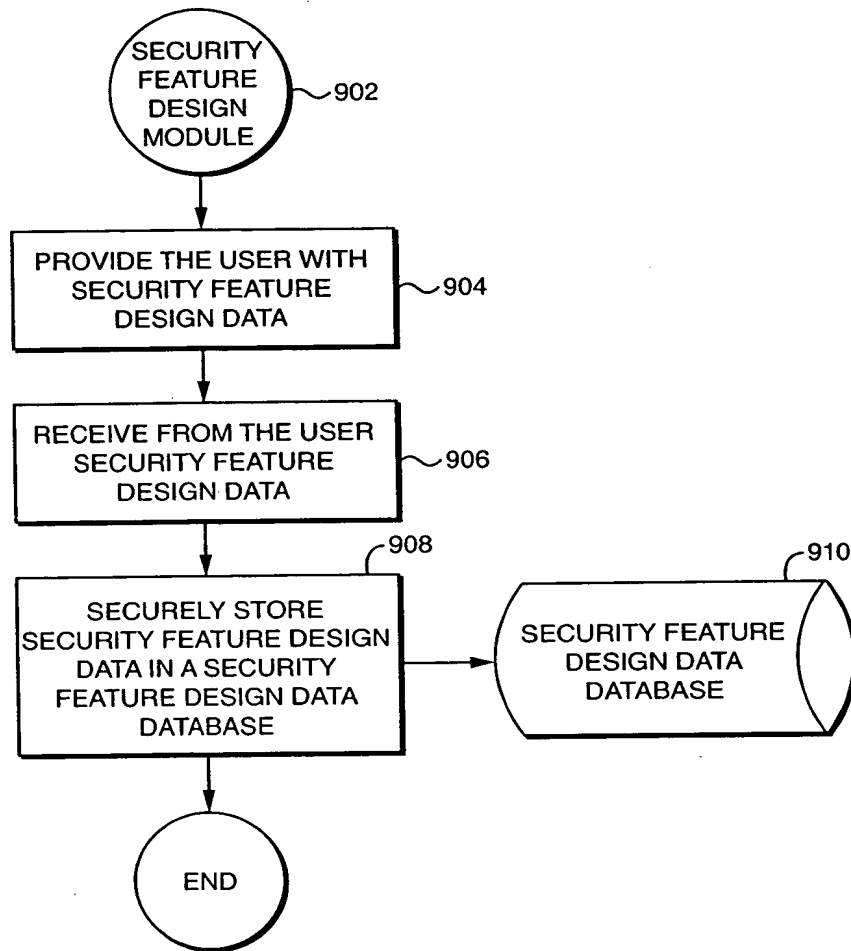 SECURITY
FEATURE
DESIGN
MODULE
902
PROVIDE THE USER WITH
SECURITY FEATURE
DESIGN DATA
904
RECEIVE FROM THE USER
SECURITY FEATURE
DESIGN DATA
906
908
SECURELY STORE
SECURITY FEATURE DESIGN
DATA IN A SECURITY
FEATURE DESIGN DATA
DATABASE
910
SECURITY FEATURE
DESIGN DATA
DATABASE
END